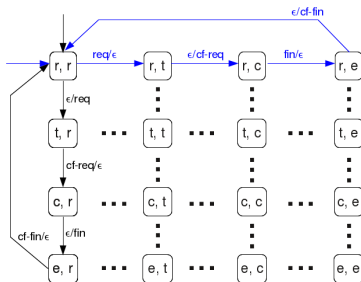 ϵ/cf-fin
r, r req/ϵ r, t ϵ/cf-req r, c fin/ϵ r, e
ϵ/req
t, r t, t t, c t, e
cf-req/ϵ
c, r c, t c, c c, e
cf-fin/ϵ ϵ/fin
e, r e, t e, c e, e